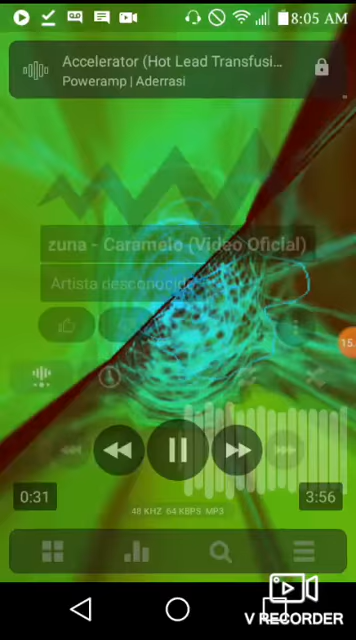 8:05 AM
Accelerator (Hot Lead Transfusi...
Poweramp | Aderrasi
zuna - Caramelo (Video Oficial)
Artista desconocido
15.
0:31
3:56
48 KHZ 64 KBPS MP3
V RECORDER